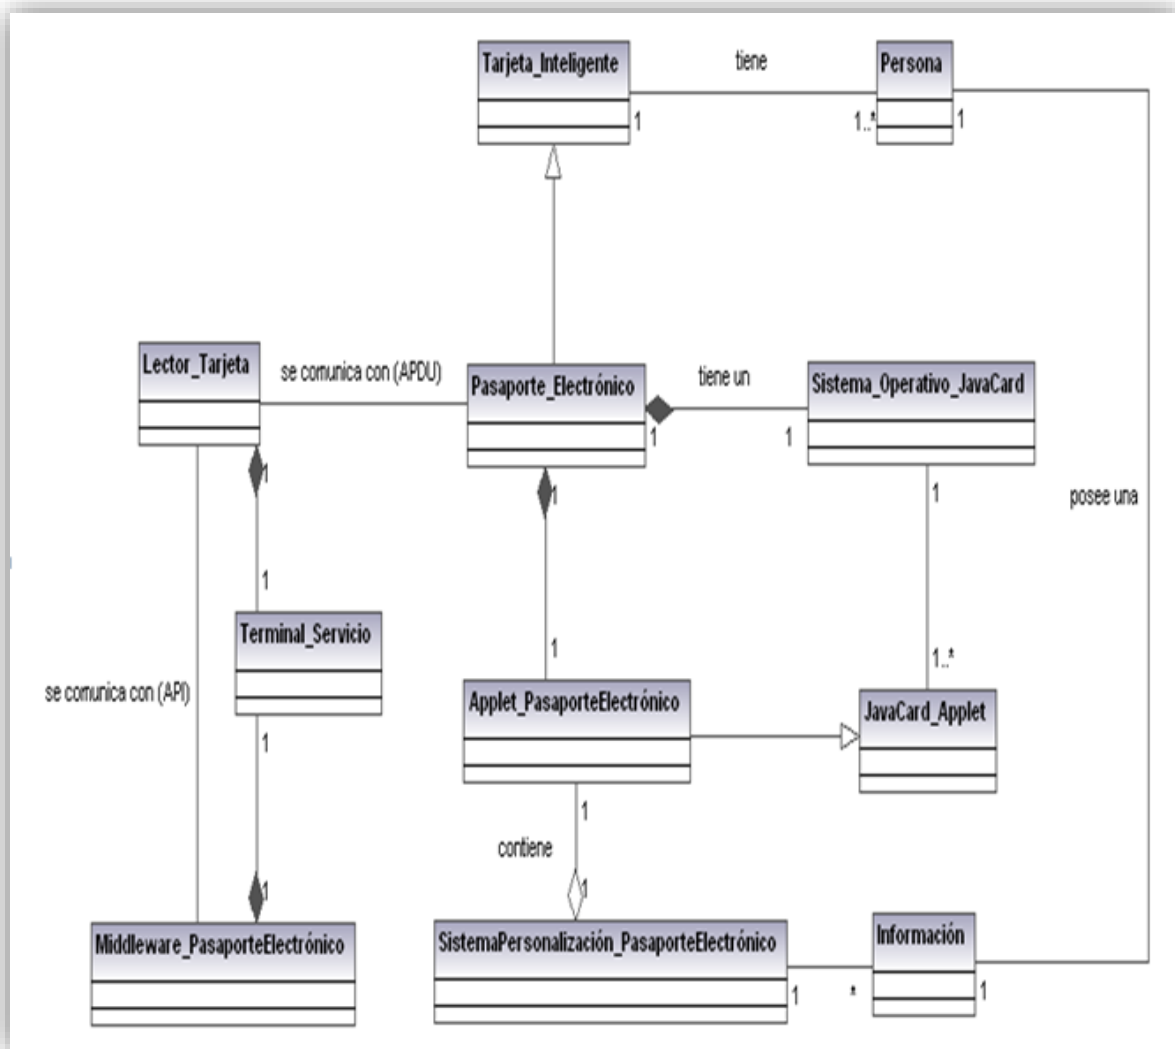 Tarjeta_Inteligente
tiene
Persona
1
1..*
1
Lector_Tarjeta
se comunica con (APDU)
Pasaporte_Electrónico
tiene un
Sistema_Operativo_JavaCard
1
1
1
1
1
posee una
1
Terminal_Servicio
1
1..*
se comunica con (API)
Applet_PasaporteElectrónico
JavaCard_Applet
1
1
contiene
1
1
Middleware_PasaporteElectrónico
SistemaPersonalización_PasaporteElectrónico
Información
1
*
1